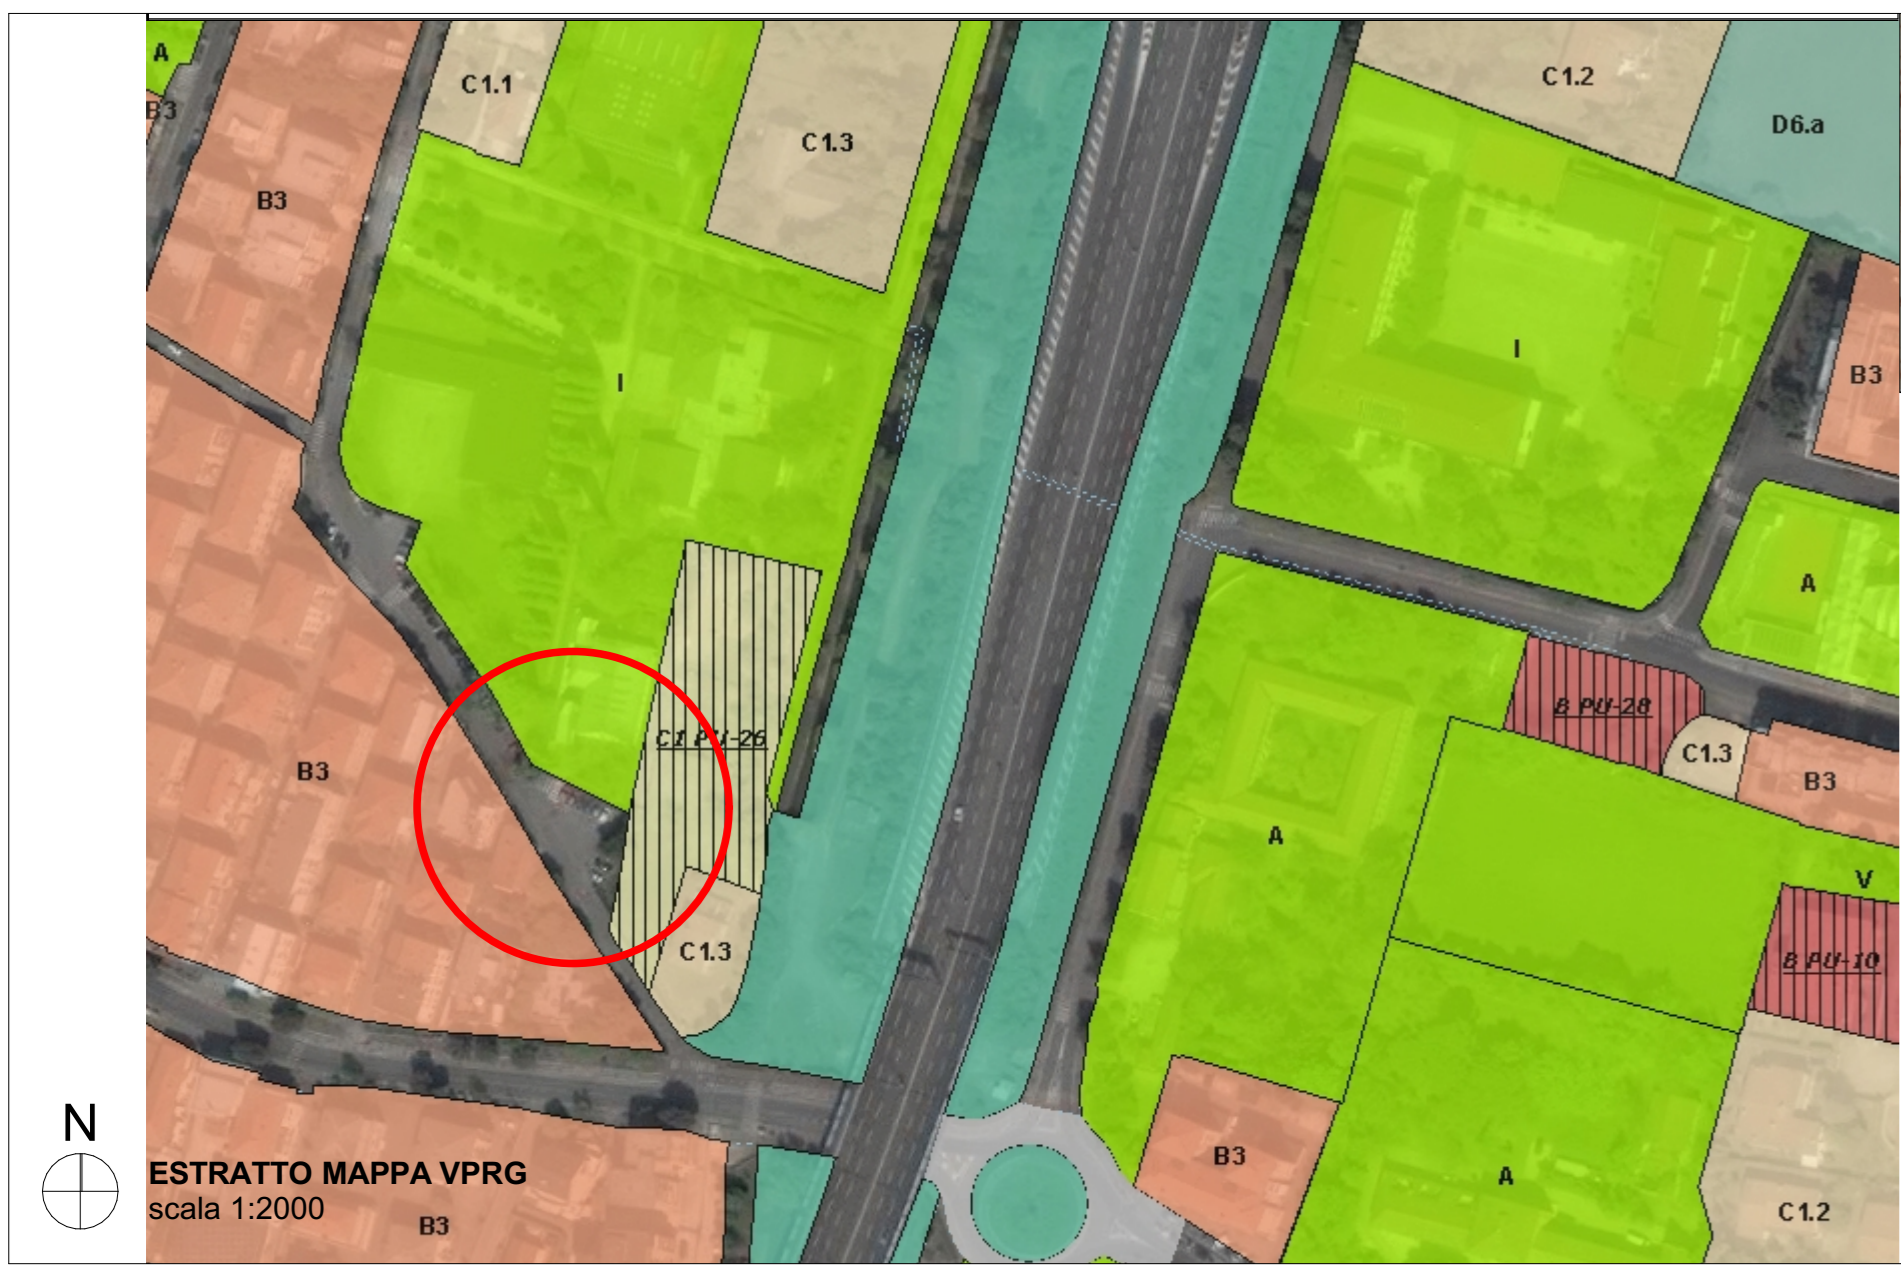 A
C1.1
C1.2
B3
D6.a
C1.3
B3
I
I
B3
A
B PU-28
C1 PU-26
C1.3
B3
B3
A
V
C1.3
B PU-10
N
B3
ESTRATTO MAPPA VPRG
A
scala 1:2000
B3
C1.2